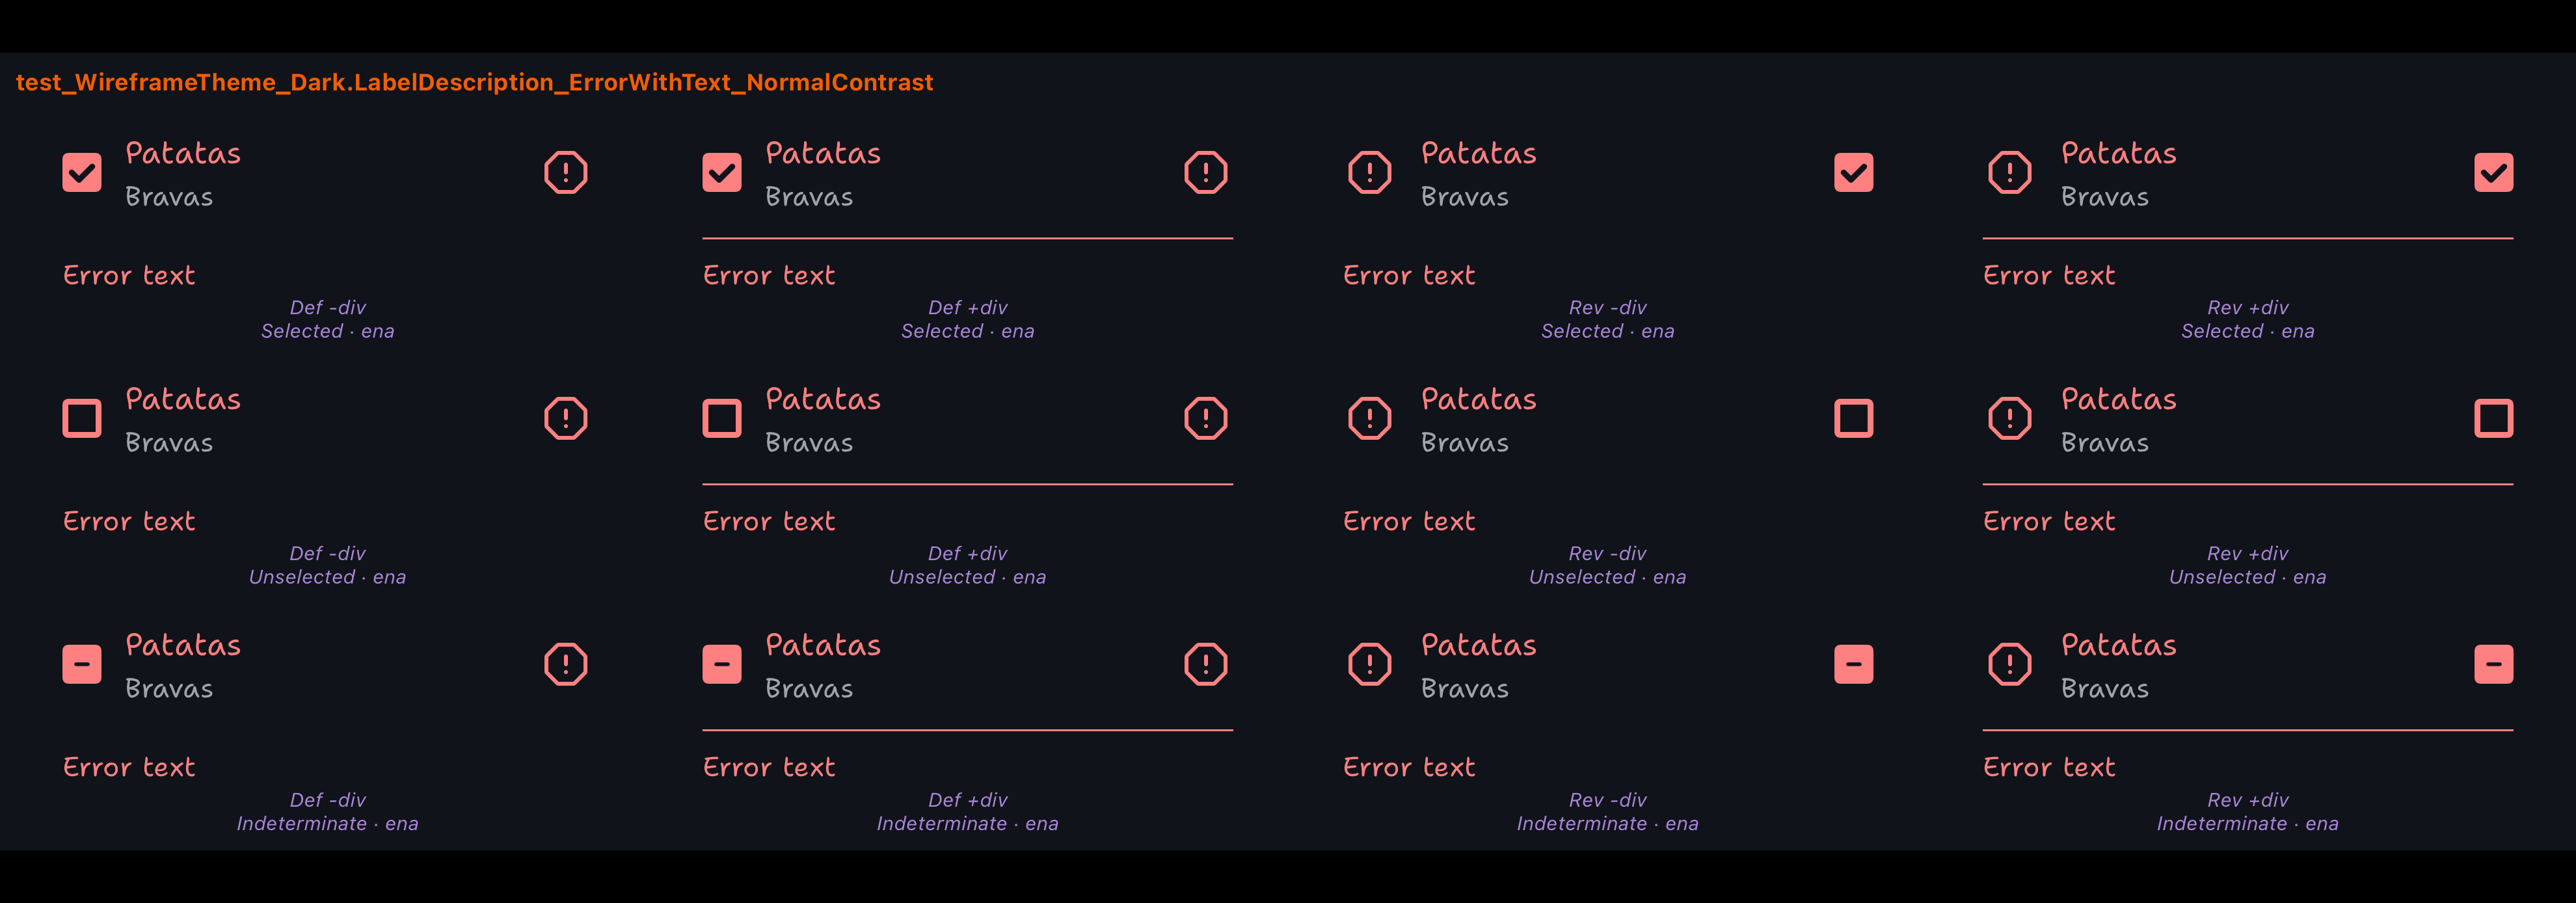 test_WireframeTheme_Dark.LabelDescription_ErrorWithText_NormalContrast
Patatas
Bravas
Error text
Def -div
Selected · ena
Patatas
Bravas
Error text
Def +div
Selected · ena
Patatas
Bravas
Error text
Rev -div
Selected · ena
Patatas
Bravas
Error text
Rev +div
Selected · ena
Patatas
Bravas
Error text
Def -div
Unselected · ena
Patatas
Bravas
Error text
Def +div
Unselected · ena
Patatas
Bravas
Error text
Rev -div
Unselected · ena
Patatas
Bravas
Error text
Rev +div
Unselected · ena
Patatas
Bravas
Error text
Def -div
Indeterminate · ena
Patatas
Bravas
Error text
Def +div
Indeterminate · ena
Patatas
Bravas
Error text
Rev -div
Indeterminate · ena
Patatas
Bravas
Error text
Rev +div
Indeterminate · ena